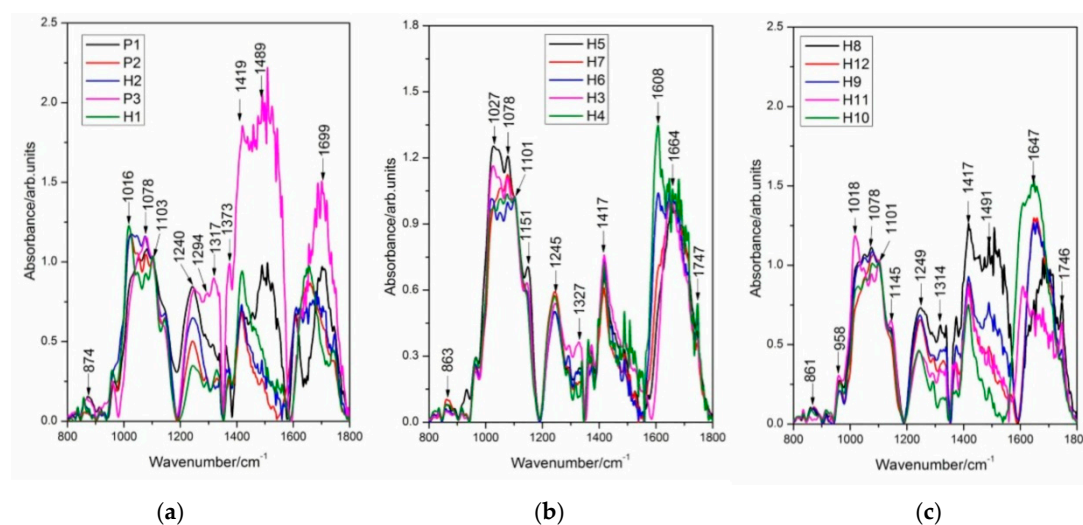 2.5
2.0
1.5
1.0
0.5
0.0
Absorbance/arb.units
P1
P2
H2
P3
H1
874
1016
1078
1103
1240
1294
1317
1373
1419
1489
1699
800 1000 1200 1400 1600 1800
Wavenumber/cm⁻¹
(a)
1.8
1.5
1.2
0.9
0.6
0.3
0.0
Absorbance/arb.units
H5
H7
H6
H3
H4
863
1027
1078
1101
1151
1245
1327
1417
1608
1664
1747
800 1000 1200 1400 1600 1800
Wavenumber/cm⁻¹
(b)
2.5
2.0
1.5
1.0
0.5
0.0
Absorbance/arb.units
H8
H12
H9
H11
H10
861
958
1018
1078
1101
1145
1249
1314
1417
1491
1647
1746
800 1000 1200 1400 1600 1800
Wavenumber/cm⁻¹
(c)